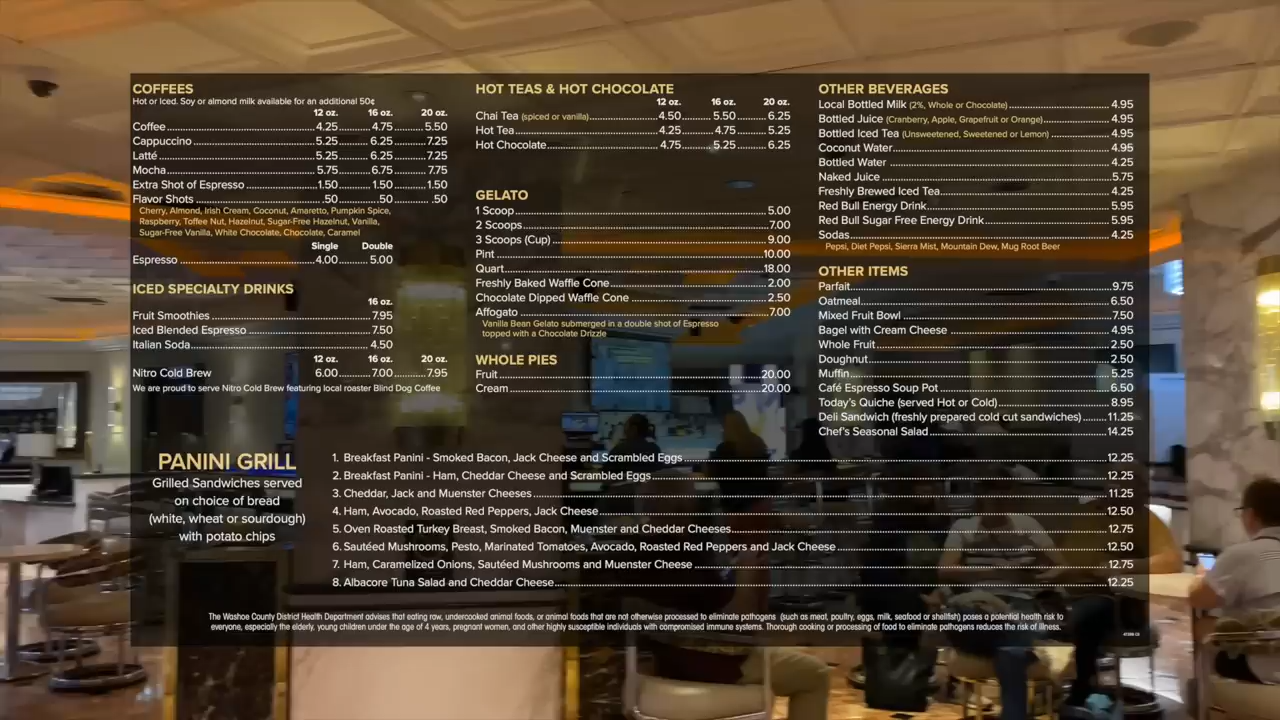 COFFEES
Hot or Iced. Soy or almond milk available for an additional 50¢
12 oz. 16 oz. 20 oz.
Coffee 4.25 4.75 5.50
Cappuccino 5.25 6.25 7.25
Latté 5.25 6.25 7.25
Mocha 5.75 6.75 7.75
Extra Shot of Espresso 1.50 1.50 1.50
Flavor Shots .50 .50 .50
Cherry, Almond, Irish Cream, Coconut, Amaretto, Pumpkin Spice,
Raspberry, Toffee Nut, Hazelnut, Sugar-Free Hazelnut, Vanilla,
Sugar-Free Vanilla, White Chocolate, Chocolate, Caramel
Single Double
Espresso 4.00 5.00
ICED SPECIALTY DRINKS
16 oz.
Fruit Smoothies 7.95
Iced Blended Espresso 7.50
Italian Soda 4.50
12 oz. 16 oz. 20 oz.
Nitro Cold Brew 6.00 7.00 7.95
We are proud to serve Nitro Cold Brew featuring local roaster Blind Dog Coffee
HOT TEAS & HOT CHOCOLATE
12 oz. 16 oz. 20 oz.
Chai Tea (spiced or vanilla) 4.50 5.50 6.25
Hot Tea 4.25 4.75 5.25
Hot Chocolate 4.75 5.25 6.25
GELATO
1 Scoop 5.00
2 Scoops 7.00
3 Scoops (Cup) 9.00
Pint 10.00
Quart 18.00
Freshly Baked Waffle Cone 2.00
Chocolate Dipped Waffle Cone 2.50
Affogato 7.00
Vanilla Bean Gelato submerged in a double shot of Espresso
topped with a Chocolate Drizzle
WHOLE PIES
Fruit 20.00
Cream 20.00
OTHER BEVERAGES
Local Bottled Milk (2%, Whole or Chocolate) 4.95
Bottled Juice (Cranberry, Apple, Grapefruit or Orange) 4.95
Bottled Iced Tea (Unsweetened, Sweetened or Lemon) 4.95
Coconut Water 4.95
Bottled Water 4.25
Naked Juice 5.75
Freshly Brewed Iced Tea 4.25
Red Bull Energy Drink 5.95
Red Bull Sugar Free Energy Drink 5.95
Sodas 4.25
Pepsi, Diet Pepsi, Sierra Mist, Mountain Dew, Mug Root Beer
OTHER ITEMS
Parfait 9.75
Oatmeal 6.50
Mixed Fruit Bowl 7.50
Bagel with Cream Cheese 4.95
Whole Fruit 2.50
Doughnut 2.50
Muffin 5.25
Café Espresso Soup Pot 6.50
Today's Quiche (served Hot or Cold) 8.95
Deli Sandwich (freshly prepared cold cut sandwiches) 11.25
Chef's Seasonal Salad 14.25
PANINI GRILL
Grilled Sandwiches served
on choice of bread
(white, wheat or sourdough)
with potato chips
1. Breakfast Panini - Smoked Bacon, Jack Cheese and Scrambled Eggs 12.25
2. Breakfast Panini - Ham, Cheddar Cheese and Scrambled Eggs 12.25
3. Cheddar, Jack and Muenster Cheeses 11.25
4. Ham, Avocado, Roasted Red Peppers, Jack Cheese 12.50
5. Oven Roasted Turkey Breast, Smoked Bacon, Muenster and Cheddar Cheeses 12.75
6. Sautéed Mushrooms, Pesto, Marinated Tomatoes, Avocado, Roasted Red Peppers and Jack Cheese 12.50
7. Ham, Caramelized Onions, Sautéed Mushrooms and Muenster Cheese 12.75
8. Albacore Tuna Salad and Cheddar Cheese 12.25
The Washoe County District Health Department advises that eating raw, undercooked animal foods, or animal foods that are not otherwise processed to eliminate pathogens (such as meat, poultry, eggs, milk, seafood or shellfish) poses a potential health risk to
everyone, especially the elderly, young children under the age of 4 years, pregnant women, and other highly susceptible individuals with compromised immune systems. Thorough cooking or processing of food to eliminate pathogens reduces the risk of illness.